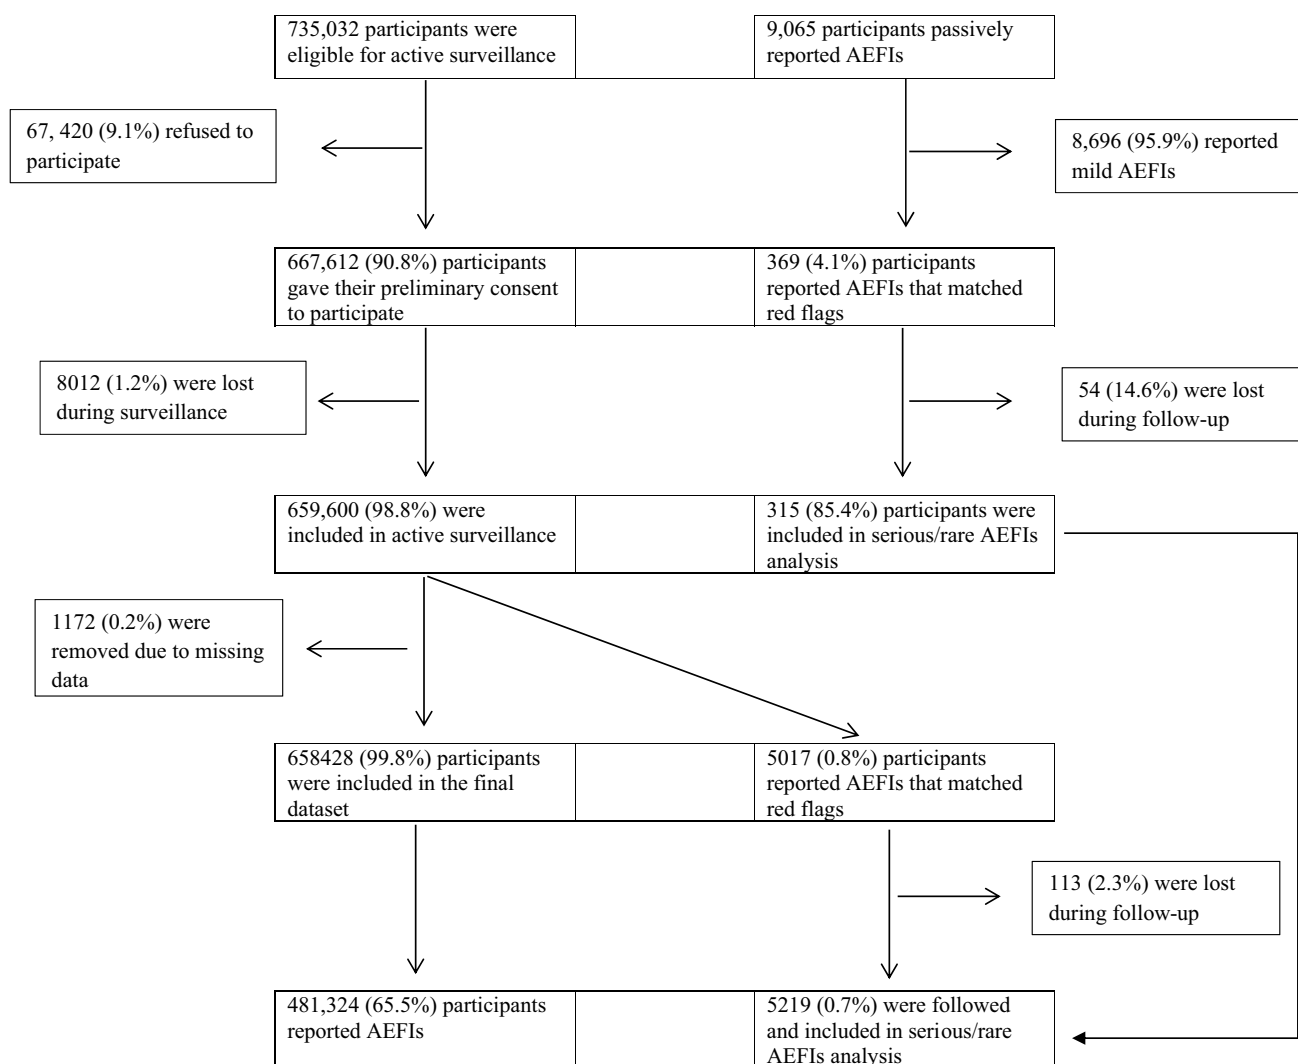 735,032 participants were
eligible for active surveillance
9,065 participants passively
reported AEFIs
67, 420 (9.1%) refused to
participate
8,696 (95.9%) reported
mild AEFIs
667,612 (90.8%) participants
gave their preliminary consent
to participate
369 (4.1%) participants
reported AEFIs that matched
red flags
8012 (1.2%) were lost
during surveillance
54 (14.6%) were lost
during follow-up
659,600 (98.8%) were
included in active surveillance
315 (85.4%) participants were
included in serious/rare AEFIs
analysis
1172 (0.2%) were
removed due to missing
data
658428 (99.8%) participants
were included in the final
dataset
5017 (0.8%) participants
reported AEFIs that matched
red flags
113 (2.3%) were lost
during follow-up
481,324 (65.5%) participants
reported AEFIs
5219 (0.7%) were followed
and included in serious/rare
AEFIs analysis